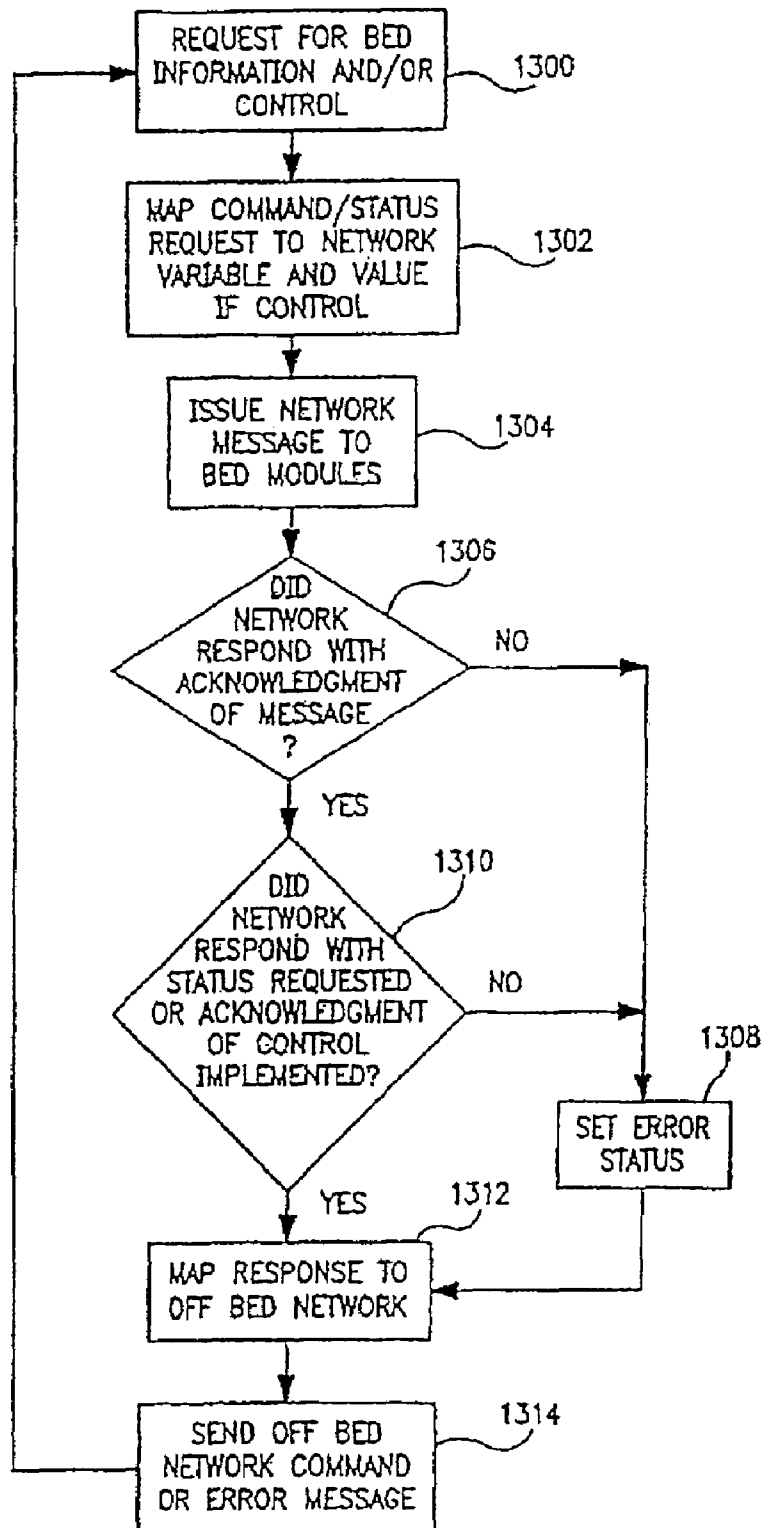 REQUEST FOR BED
INFORMATION AND/OR
CONTROL
1300
MAP COMMAND/STATUS
REQUEST TO NETWORK
VARIABLE AND VALUE
IF CONTROL
1302
ISSUE NETWORK
MESSAGE TO
BED MODULES
1304
1306
DID
NETWORK
RESPOND WITH
ACKNOWLEDGMENT
OF MESSAGE
?
NO
YES
1310
DID
NETWORK
RESPOND WITH
STATUS REQUESTED
OR ACKNOWLEDGMENT
OF CONTROL
IMPLEMENTED?
NO
1308
SET ERROR
STATUS
YES
1312
MAP RESPONSE TO
OFF BED NETWORK
1314
SEND OFF BED
NETWORK COMMAND
OR ERROR MESSAGE